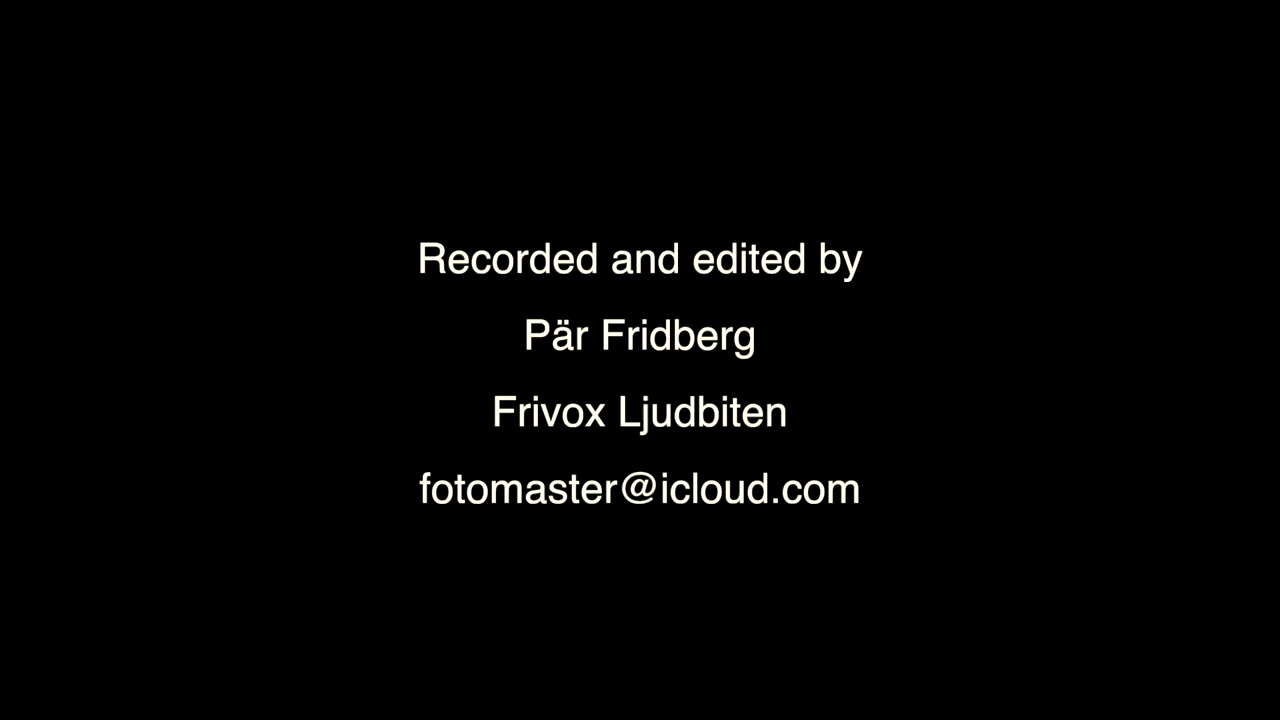 Recorded and edited by
Pär Fridberg
Frivox Ljudbiten
fotomaster@icloud.com